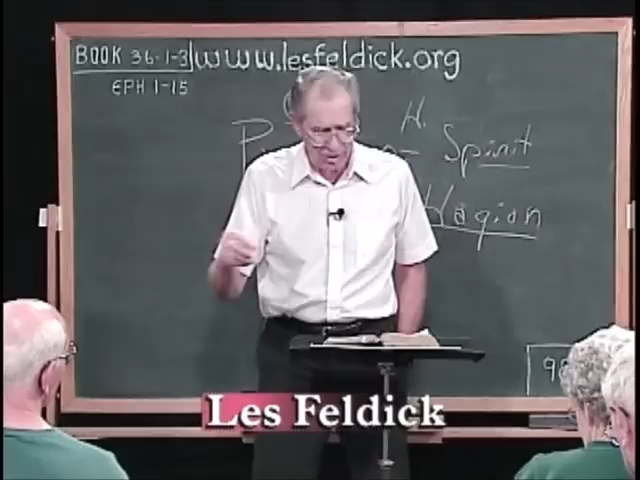 BOOK 36-1-3 www.lesfeldick.org
EPH 1-15
H.
Spirit
Hagion
Les Feldick